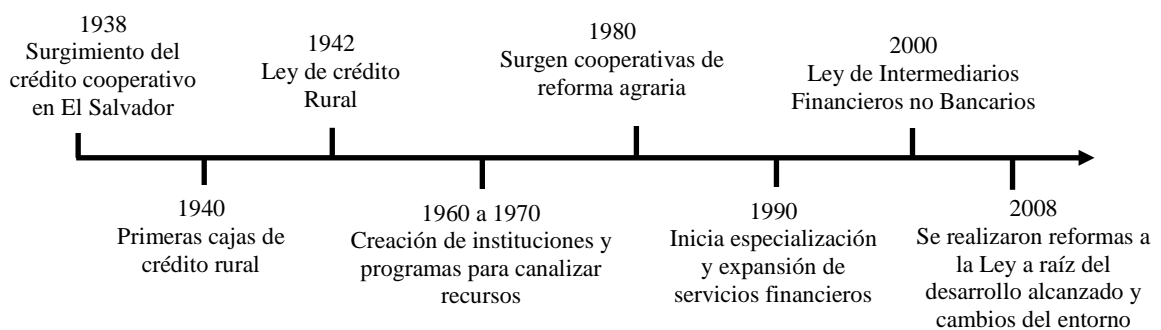 1938
Surgimiento del
crédito cooperativo
en El Salvador
1940
Primeras cajas de
crédito rural
1942
Ley de crédito
Rural
1960 a 1970
Creación de instituciones y
programas para canalizar
recursos
1980
Surgen cooperativas de
reforma agraria
1990
Inicia especialización
y expansión de
servicios financieros
2000
Ley de Intermediarios
Financieros no Bancarios
2008
Se realizaron reformas a
la Ley a raíz del
desarrollo alcanzado y
cambios del entorno